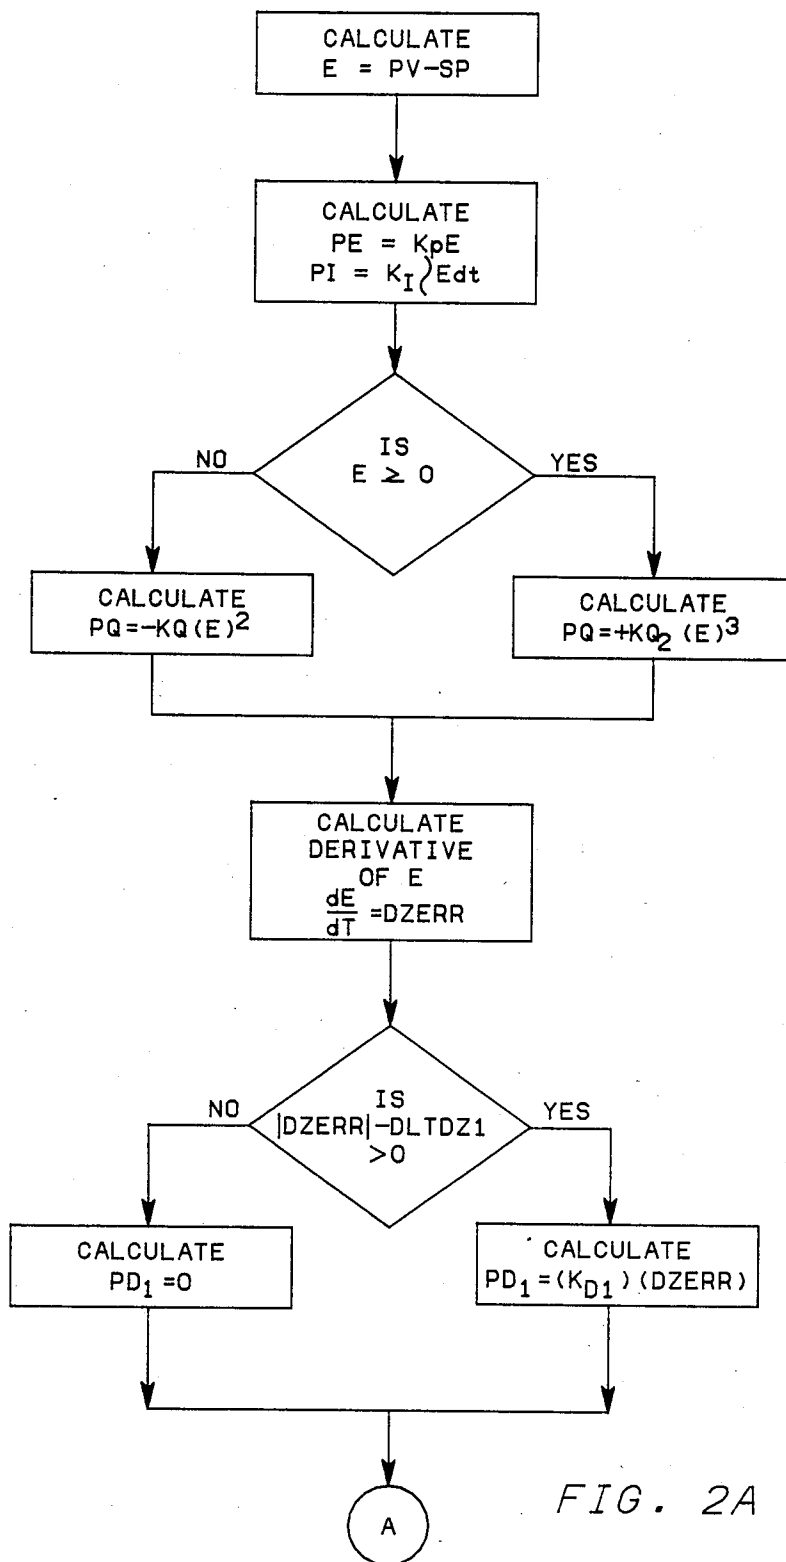 CALCULATE
E = PV-SP
CALCULATE
PE = KpE
PI = K_I∫Edt
IS
E ≥ 0
NO
YES
CALCULATE
PQ=-KQ(E)²
CALCULATE
PQ=+KQ₂(E)³
CALCULATE
DERIVATIVE
OF E
dE/dT =DZERR
IS
|DZERR|-DLTDZ1
>0
NO
YES
CALCULATE
PD₁=0
CALCULATE
PD₁=(K_D1)(DZERR)
A
FIG. 2A